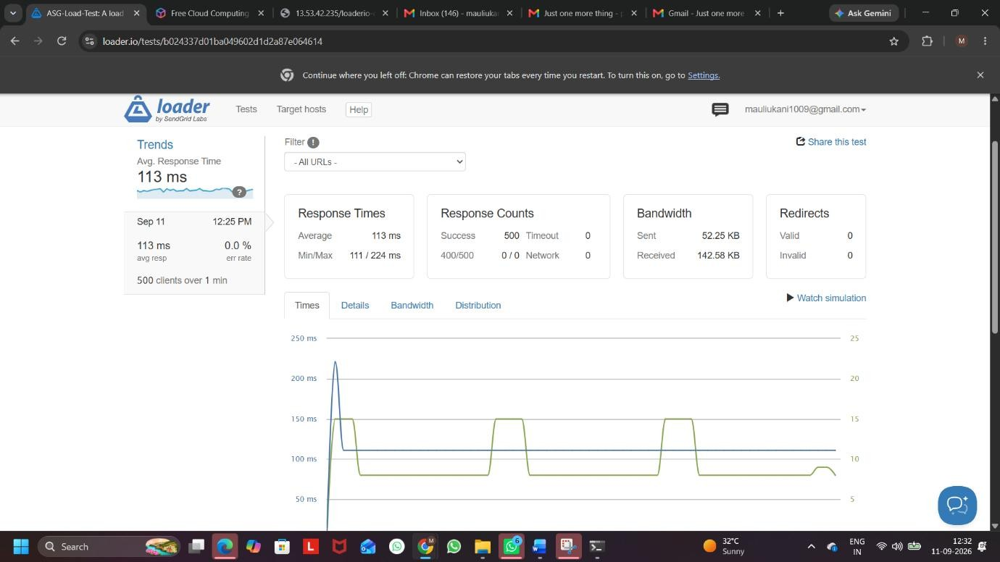 ASG-Load-Test: A load
Free Cloud Computing
13.53.42.235/loaderio-
Inbox (146) - mauliuka
Just one more thing -
Gmail - Just one more
Ask Gemini
loader.io/tests/b024337d01ba049602d1d2a87e064614
M
Continue where you left off: Chrome can restore your tabs every time you restart. To turn this on, go to Settings.
loader
by SendGrid Labs
Tests
Target hosts
Help
mauliukani1009@gmail.com
Trends
Avg. Response Time
113 ms
?
Sep 11 12:25 PM
113 ms 0.0 %
avg resp err rate
500 clients over 1 min
Filter !
- All URLs -
Share this test
Response Times
Average 113 ms
Min/Max 111 / 224 ms
Response Counts
Success 500 Timeout 0
400/500 0 / 0 Network 0
Bandwidth
Sent 52.25 KB
Received 142.58 KB
Redirects
Valid 0
Invalid 0
Times Details Bandwidth Distribution
Watch simulation
250 ms 25
200 ms 20
150 ms 15
100 ms 10
50 ms 5
Search
L
M
6
32°C
Sunny
ENG
IN
12:32
11-09-2026